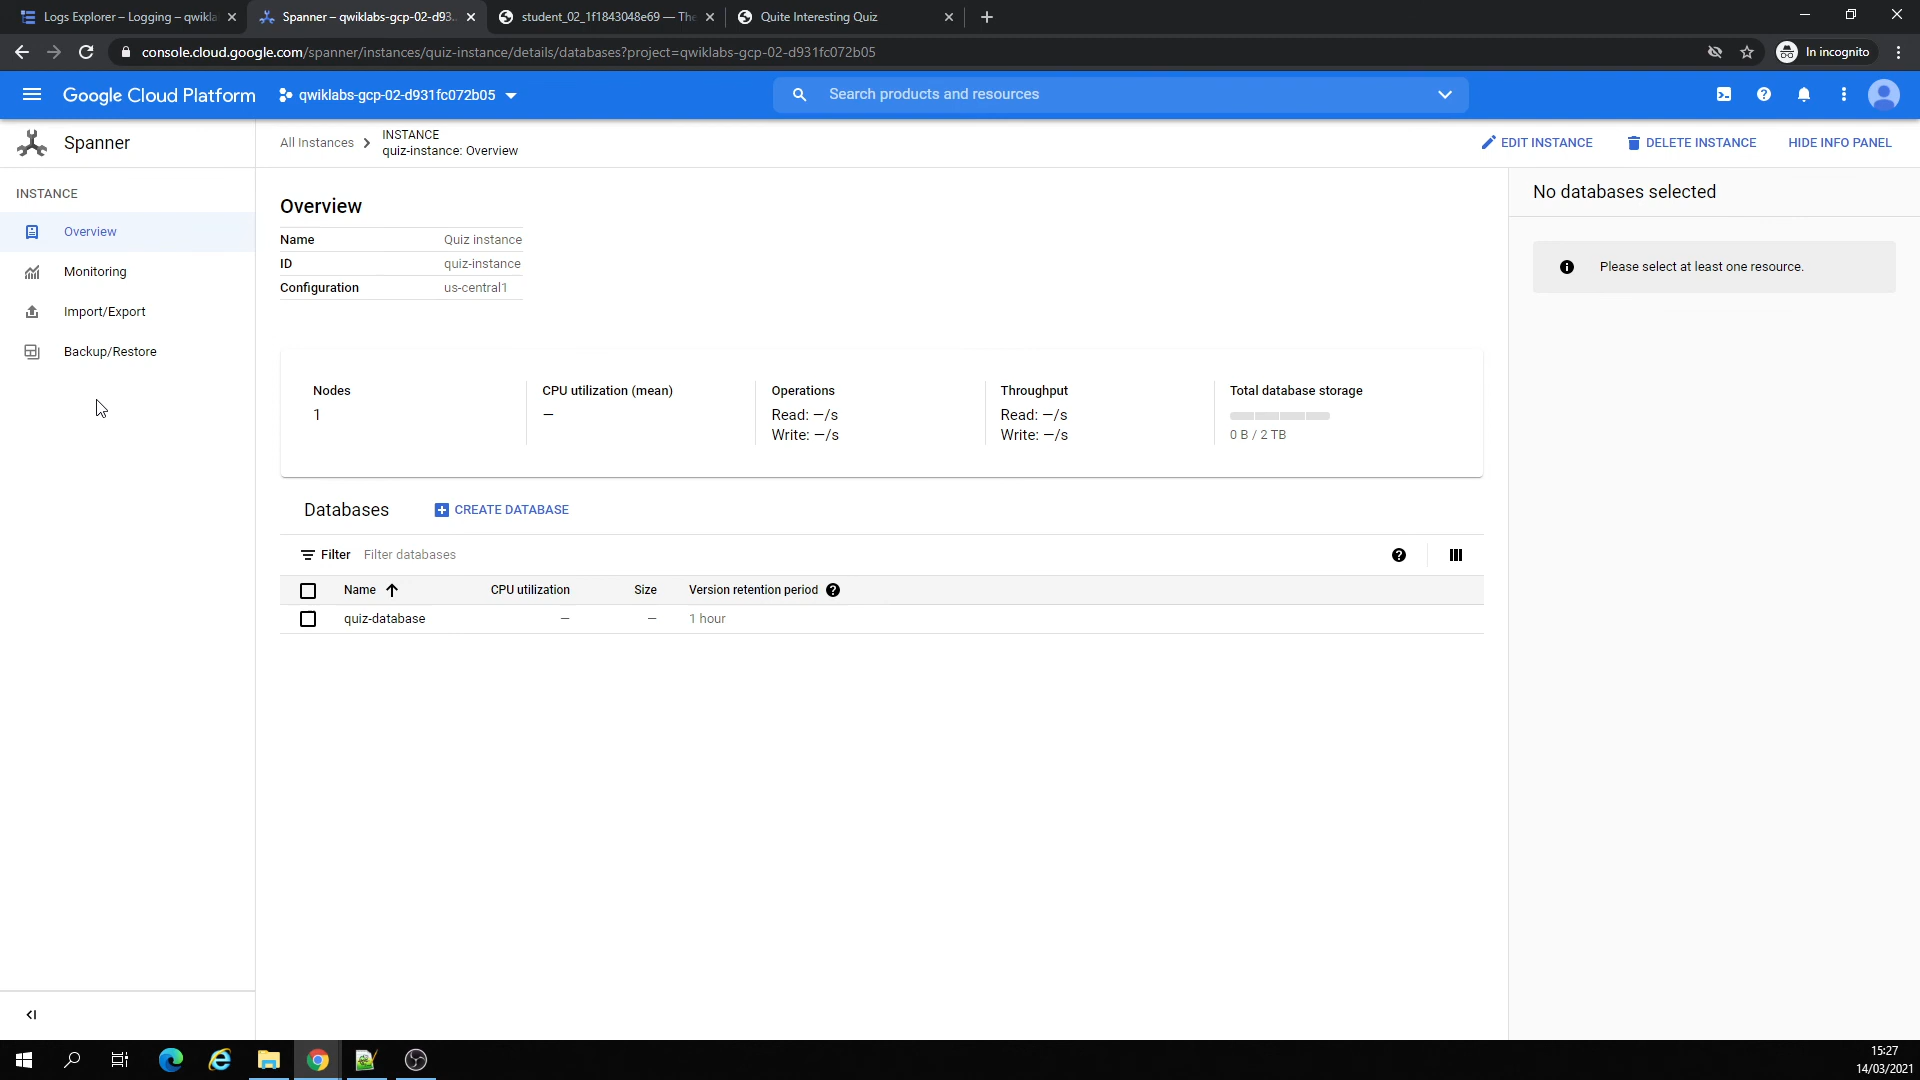 Logs Explorer – Logging – qwikla
Spanner – qwiklabs-gcp-02-d93...
student_02_1f1843048e69 — The
Quite Interesting Quiz
console.cloud.google.com/spanner/instances/quiz-instance/details/databases?project=qwiklabs-gcp-02-d931fc072b05
In incognito
Google Cloud Platform
qwiklabs-gcp-02-d931fc072b05
Search products and resources
Spanner
All Instances
INSTANCE
quiz-instance: Overview
EDIT INSTANCE
DELETE INSTANCE
HIDE INFO PANEL
INSTANCE
Overview
Monitoring
Import/Export
Backup/Restore
Overview
Name Quiz instance
ID quiz-instance
Configuration us-central1
Nodes
1
CPU utilization (mean)
—
Operations
Read: —/s
Write: —/s
Throughput
Read: —/s
Write: —/s
Total database storage
0 B / 2 TB
Databases
CREATE DATABASE
Filter Filter databases
Name CPU utilization Size Version retention period
quiz-database — — 1 hour
No databases selected
Please select at least one resource.
15:27
14/03/2021